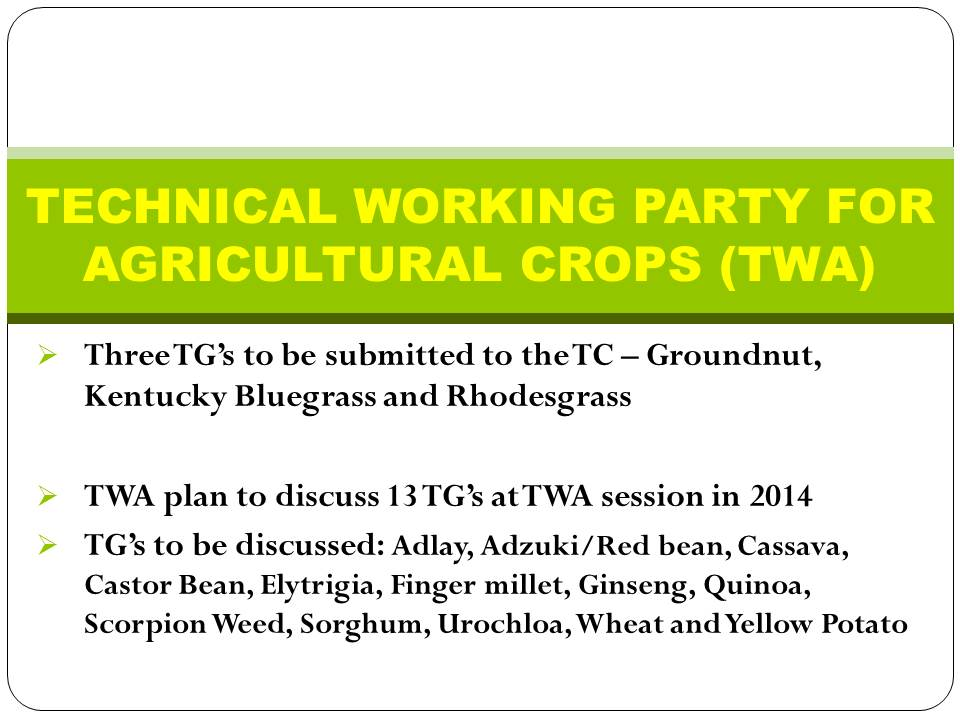 TECHNICAL WORKING PARTY FOR
AGRICULTURAL CROPS (TWA)
Three TG’s to be submitted to the TC – Groundnut,
Kentucky Bluegrass and Rhodesgrass
TWA plan to discuss 13 TG’s at TWA session in 2014
TG’s to be discussed: Adlay, Adzuki/Red bean, Cassava,
Castor Bean, Elytrigia, Finger millet, Ginseng, Quinoa,
Scorpion Weed, Sorghum, Urochloa, Wheat and Yellow Potato